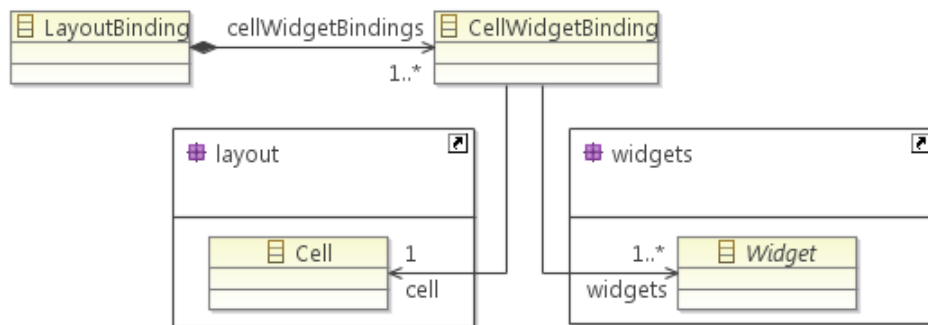 LayoutBinding
cellWidgetBindings
1..*
CellWidgetBinding
layout
widgets
Cell
1
cell
1..*
widgets
Widget